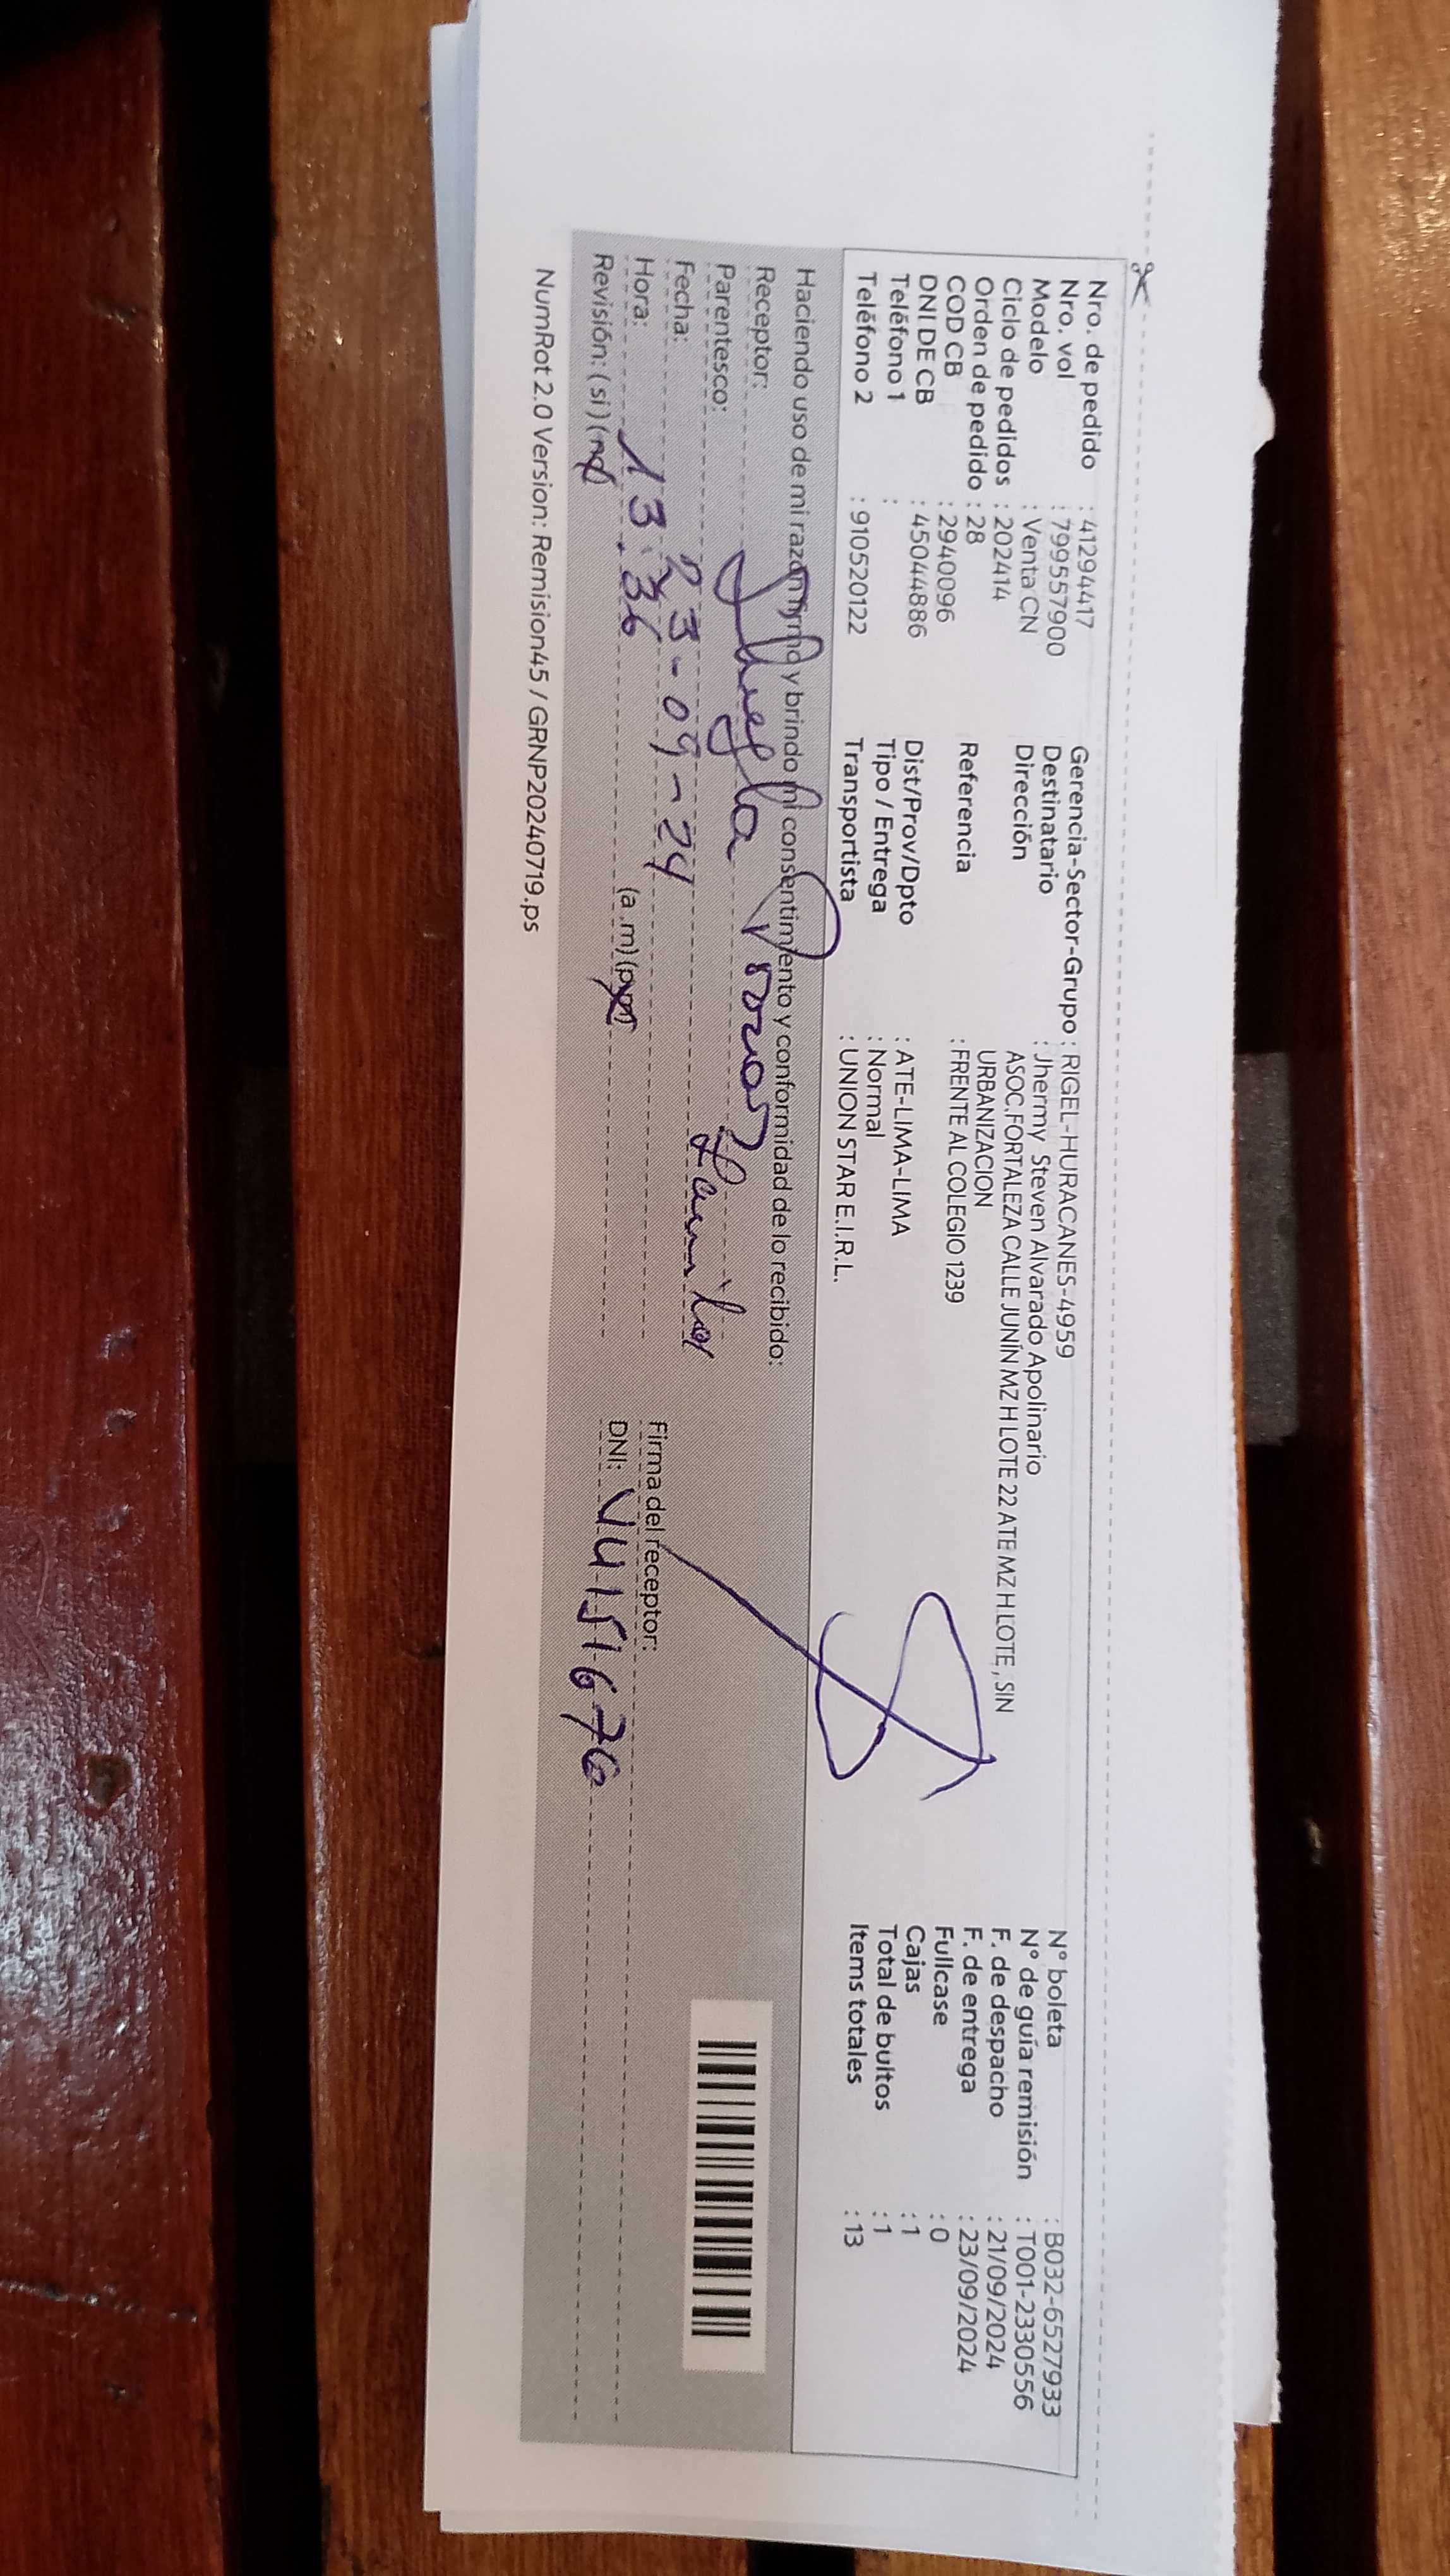 Nro. de pedido : 41294417
Nro. vol : 799557900
Modelo : Venta CN
Ciclo de pedidos : 202414
Orden de pedido : 28
COD CB : 2940096
DNI DE CB : 45044886
Teléfono 1 :
Teléfono 2 : 910520122
Gerencia-Sector-Grupo : RIGEL-HURACANES-4959
Destinatario : Jhermy Steven Alvarado Apolinario
Dirección ASOC.FORTALEZA CALLE JUNÍN MZ H LOTE 22 ATE MZ H LOTE , SIN
URBANIZACION
Referencia : FRENTE AL COLEGIO 1239
Dist/Prov/Dpto : ATE-LIMA-LIMA
Tipo / Entrega : Normal
Transportista : UNION STAR E.I.R.L.
N° boleta : B032-6527933
N° de guía remisión : T001-2330556
F. de despacho : 21/09/2024
F. de entrega : 23/09/2024
Fullcase : 0
Cajas : 1
Total de bultos : 1
Items totales : 13
Haciendo uso de mi razón firmo y brindo mi consentimiento y conformidad de lo recibido:
Receptor:
Parentesco:
Fecha: 23-09-24
Hora: 13.36 (a.m) (pm)
Revisión: ( si ) ( no)
Firma del receptor:
DNI:
NumRot 2.0 Version: Remision45 / GRNP20240719.ps